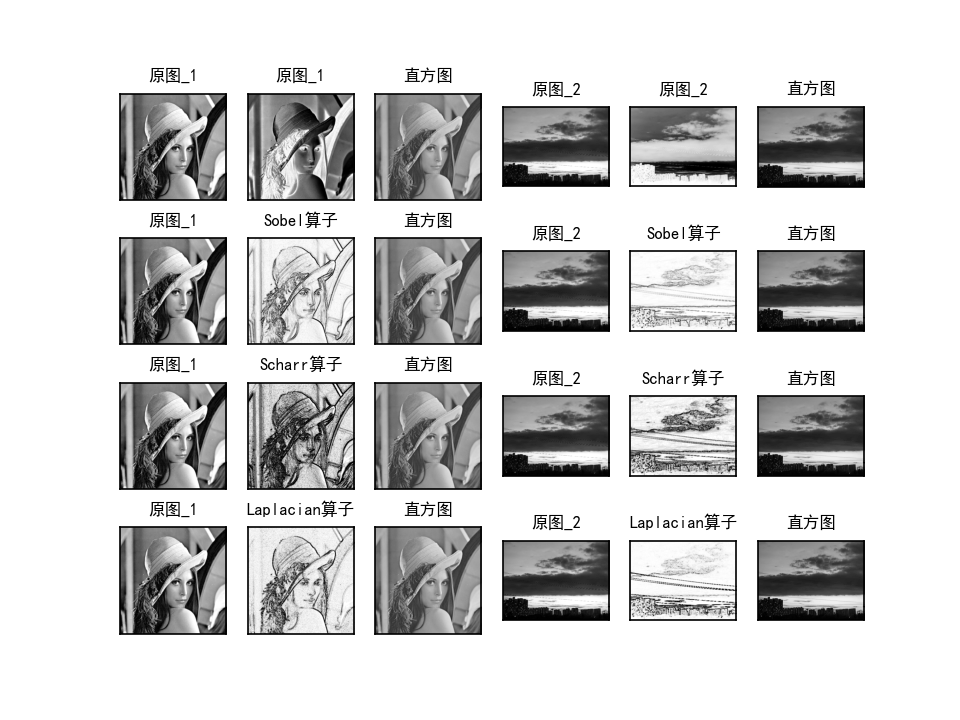 原图_1
原图_1
直方图
原图_2
原图_2
直方图
原图_1
Sobel算子
直方图
原图_2
Sobel算子
直方图
原图_1
Scharr算子
直方图
原图_2
Scharr算子
直方图
原图_1
Laplacian算子
直方图
原图_2
Laplacian算子
直方图